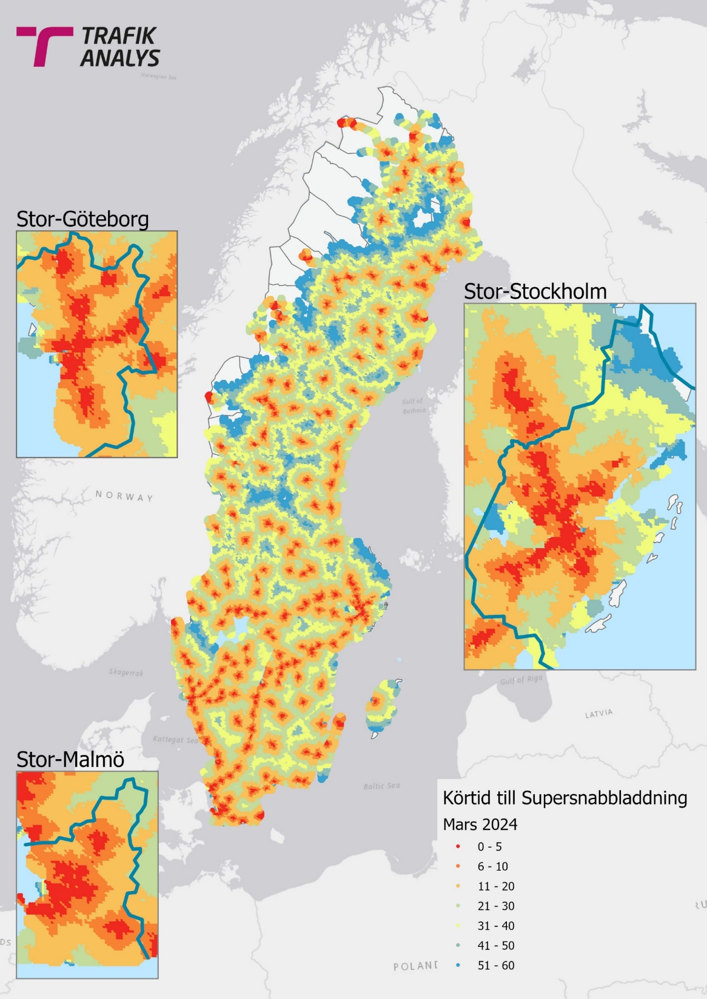 TRAFIK
ANALYS
Norwegian Sea
Stor-Göteborg
Stor-Stockholm
Gulf of
Bothnia
NORWAY
Skagerrak
Gulf of Riga
LATVIA
Kattegat Sea
Stor-Malmö
Baltic Sea
Körtid till Supersnabbladdning
Mars 2024
0 - 5
6 - 10
11 - 20
21 - 30
31 - 40
41 - 50
51 - 60
DS
POLAND